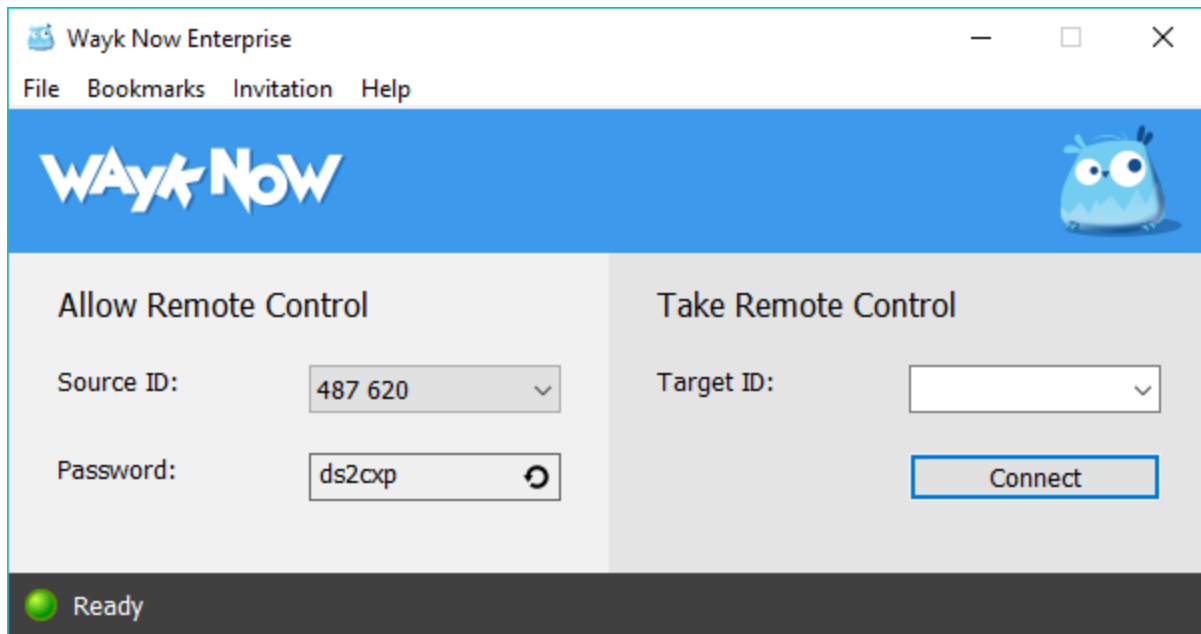 Wayk Now Enterprise
File Bookmarks Invitation Help
WAyk NoW
Allow Remote Control
Source ID: 487 620
Password: ds2cxp
Take Remote Control
Target ID:
Connect
Ready